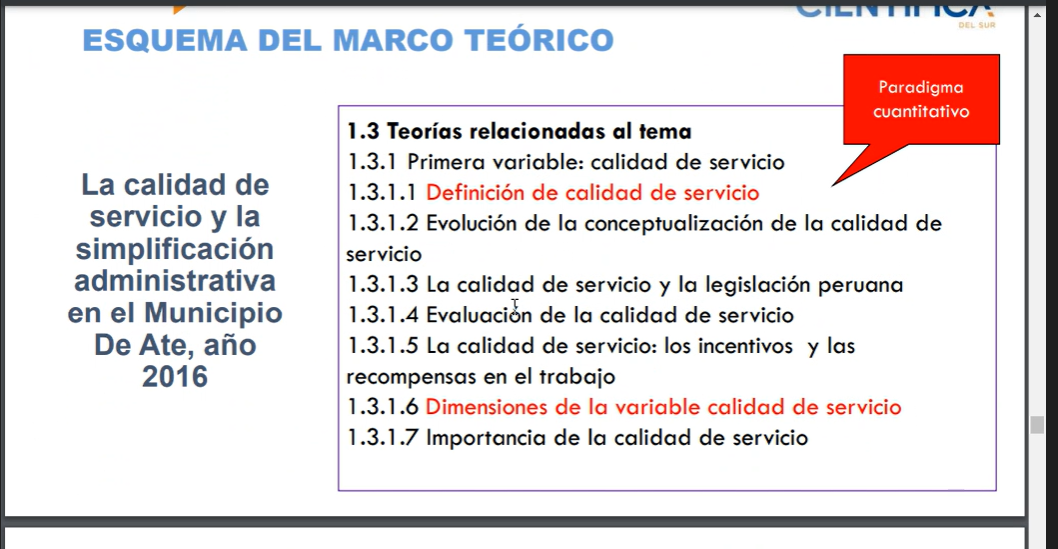 CIENTÍFICA
DEL SUR
ESQUEMA DEL MARCO TEÓRICO
Paradigma
cuantitativo
La calidad de
servicio y la
simplificación
administrativa
en el Municipio
De Ate, año
2016
1.3 Teorías relacionadas al tema
1.3.1 Primera variable: calidad de servicio
1.3.1.1 Definición de calidad de servicio
1.3.1.2 Evolución de la conceptualización de la calidad de
servicio
1.3.1.3 La calidad de servicio y la legislación peruana
1.3.1.4 Evaluación de la calidad de servicio
1.3.1.5 La calidad de servicio: los incentivos y las
recompensas en el trabajo
1.3.1.6 Dimensiones de la variable calidad de servicio
1.3.1.7 Importancia de la calidad de servicio